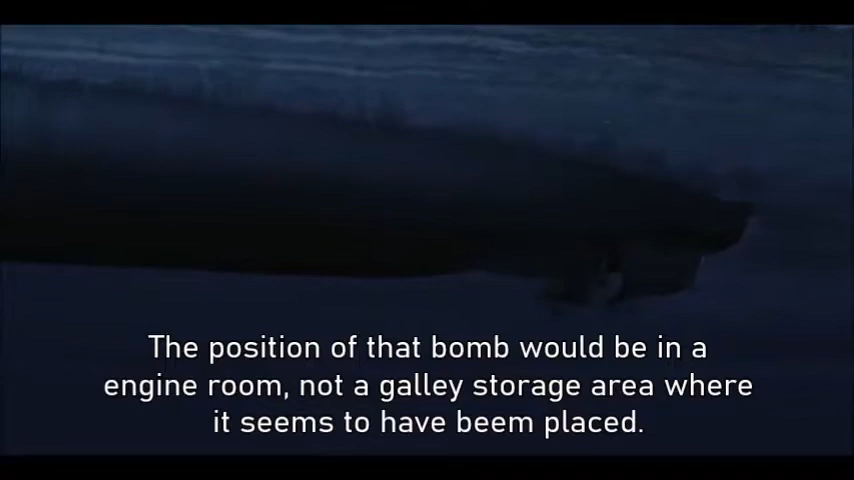 The position of that bomb would be in a
engine room, not a galley storage area where
it seems to have beem placed.